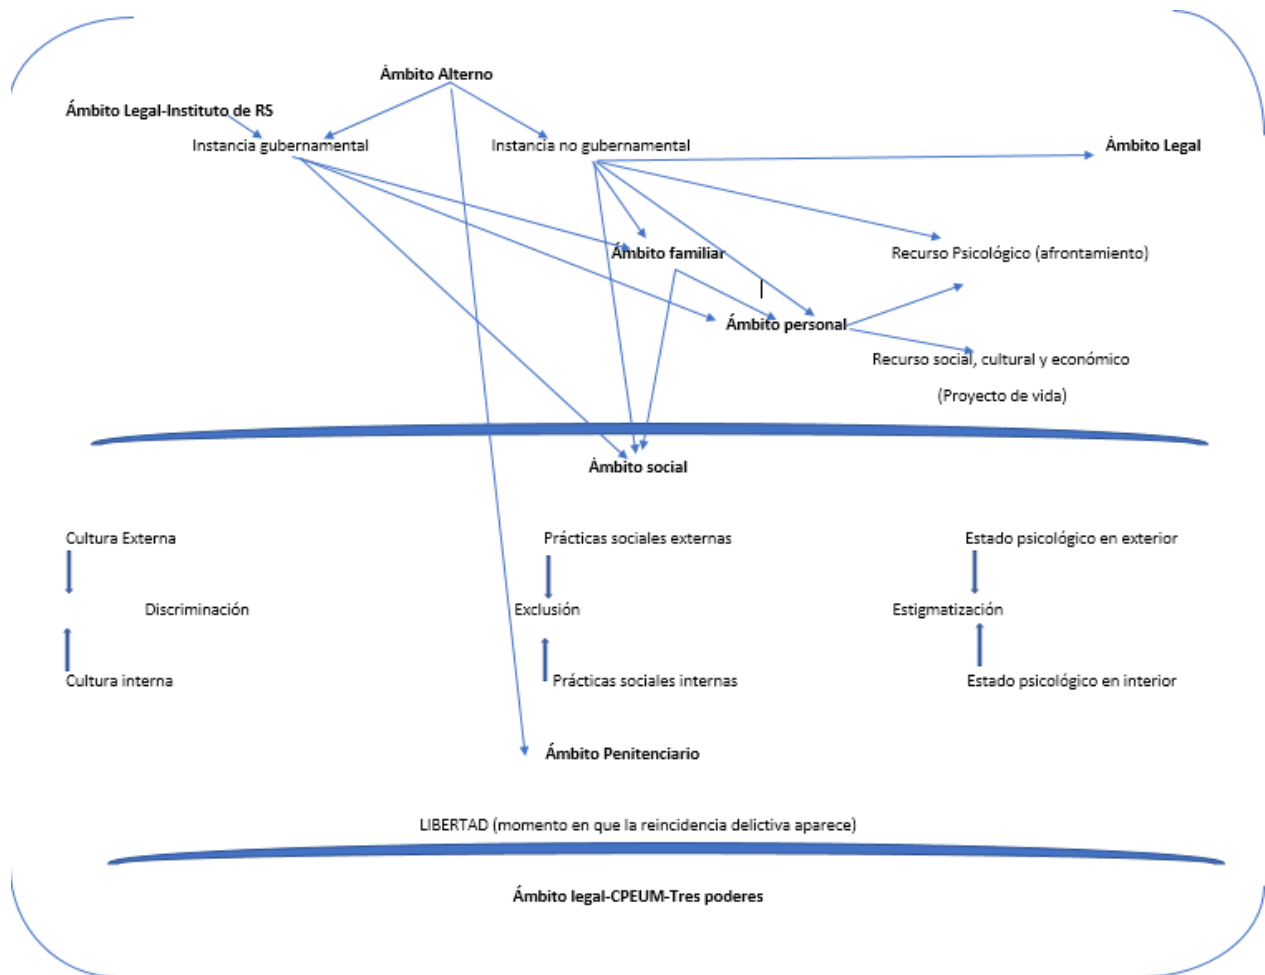 Ámbito Alterno
Ámbito Legal-Instituto de RS
Instancia gubernamental
Instancia no gubernamental
Ámbito Legal
Ámbito familiar
Recurso Psicológico (afrontamiento)
Ámbito personal
Recurso social, cultural y económico
(Proyecto de vida)
Ámbito social
Cultura Externa
Prácticas sociales externas
Estado psicológico en exterior
Discriminación
Exclusión
Estigmatización
Cultura interna
Prácticas sociales internas
Estado psicológico en interior
Ámbito Penitenciario
LIBERTAD (momento en que la reincidencia delictiva aparece)
Ámbito legal-CPEUM-Tres poderes